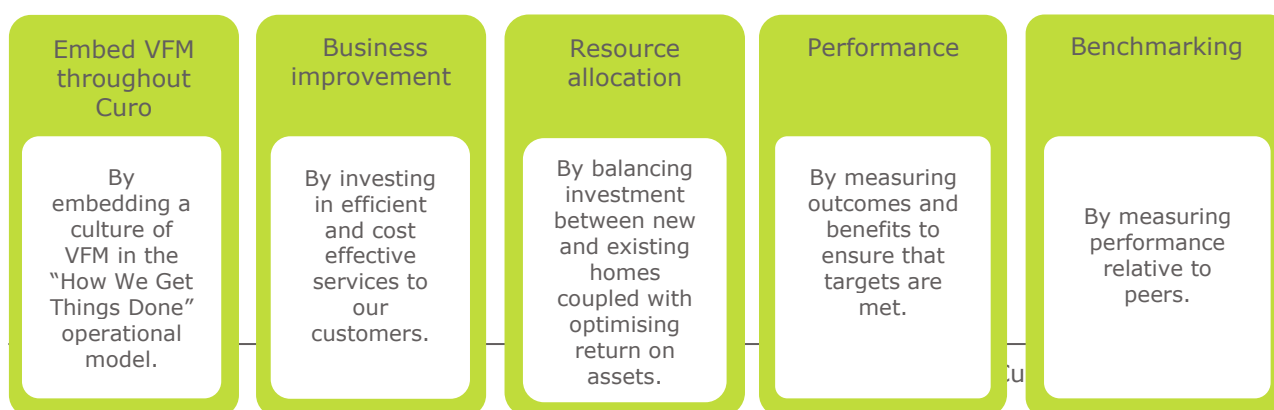 Embed VFM
throughout
Curo
By
embedding a
culture of
VFM in the
“How We Get
Things Done”
operational
model.
Business
improvement
By investing
in efficient
and cost
effective
services to
our
customers.
Resource
allocation
By balancing
investment
between new
and existing
homes
coupled with
optimising
return on
assets.
Performance
By measuring
outcomes and
benefits to
ensure that
targets are
met.
Benchmarking
By measuring
performance
relative to
peers.